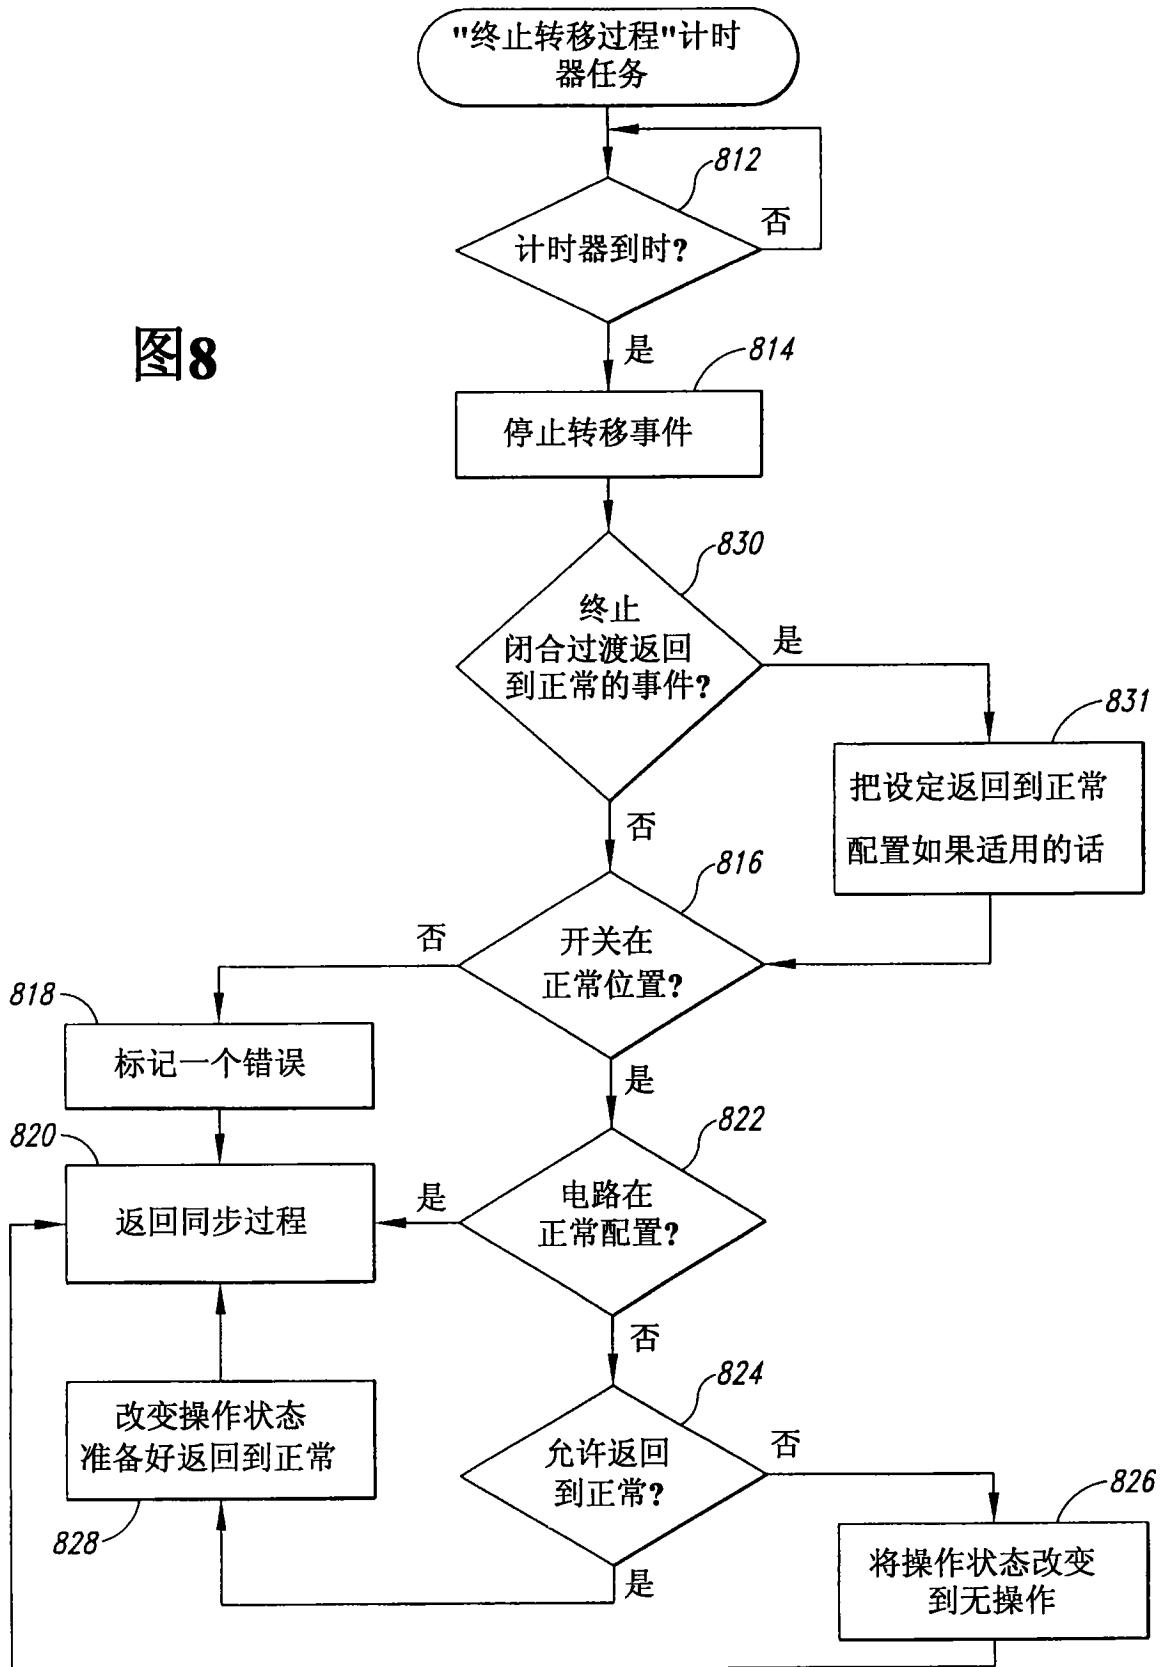 "终止转移过程"计时
器任务
812
否
计时器到时?
图8
是
814
停止转移事件
830
终止
闭合过渡返回
到正常的事件?
是
831
把设定返回到正常
配置如果适用的话
否
816
开关在
正常位置?
否
818
标记一个错误
是
820
822
返回同步过程
是
电路在
正常配置?
否
824
改变操作状态
准备好返回到正常
828
允许返回
到正常?
否
826
将操作状态改变
到无操作
是